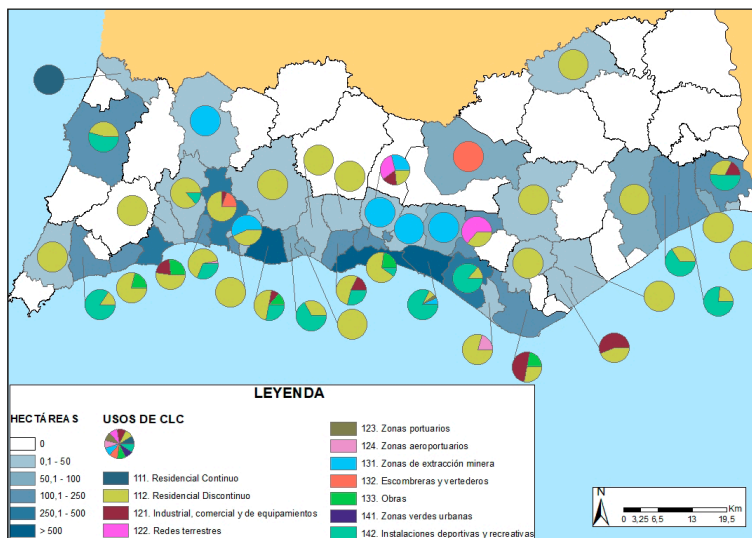 LEYENDA
HECTÁREAS
0
0,1 - 50
50,1 - 100
100,1 - 250
250,1 - 500
> 500
USOS DE CLC
111. Residencial Continuo
112. Residencial Discontinuo
121. Industrial, comercial y de equipamientos
122. Redes terrestres
123. Zonas portuarios
124. Zonas aeroportuarios
131. Zonas de extracción minera
132. Escombreras y vertederos
133. Obras
141. Zonas verdes urbanas
142. Instalaciones deportivas y recreativas
N
Km
0 3,25 6,5 13 19,5